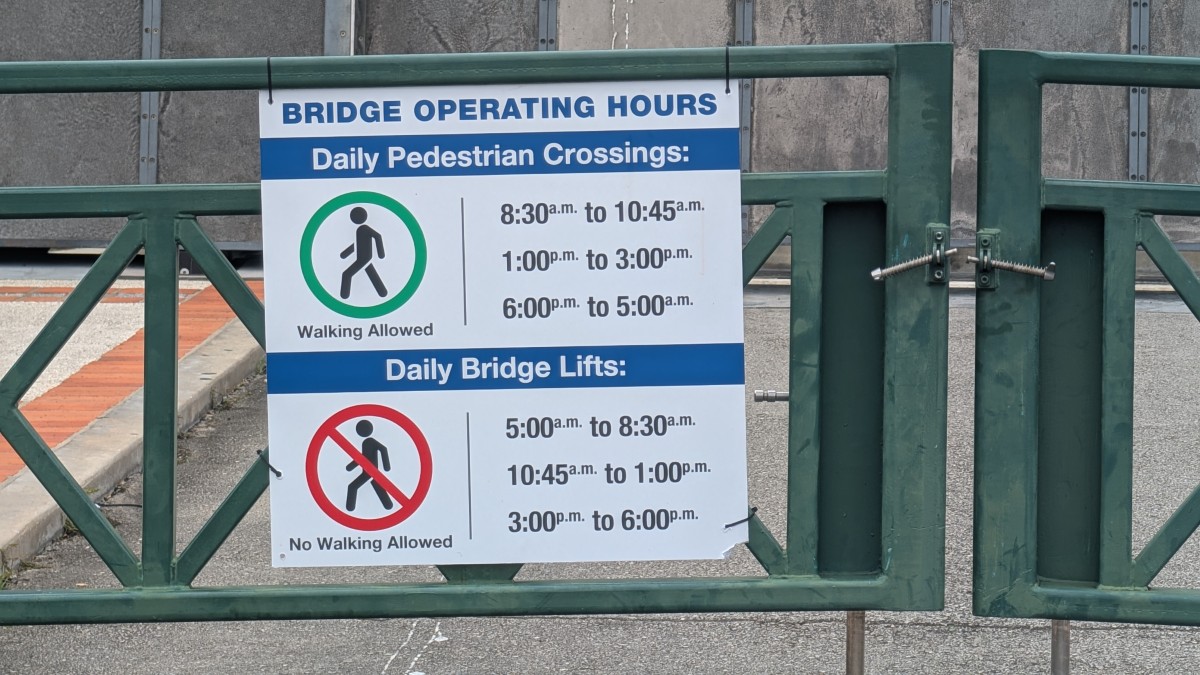 BRIDGE OPERATING HOURS
Daily Pedestrian Crossings:
8:30a.m. to 10:45a.m.
1:00p.m. to 3:00p.m.
6:00p.m. to 5:00a.m.
Walking Allowed
Daily Bridge Lifts:
5:00a.m. to 8:30a.m.
10:45a.m. to 1:00p.m.
3:00p.m. to 6:00p.m.
No Walking Allowed